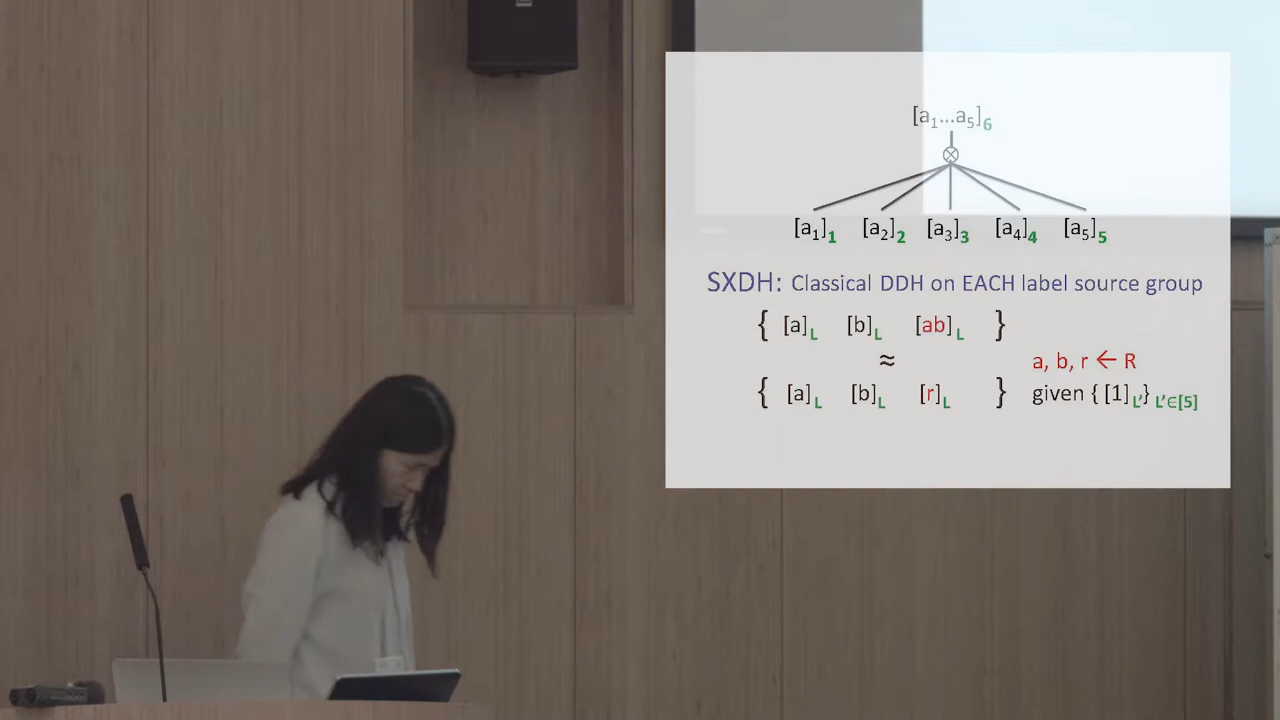 [a₁...a₅]₆
⊗
[a₁]₁ [a₂]₂ [a₃]₃ [a₄]₄ [a₅]₅
SXDH: Classical DDH on EACH label source group
{ [a]L [b]L [ab]L }
≈ a, b, r ← R
{ [a]L [b]L [r]L } given { [1]L'} L'∈[5]